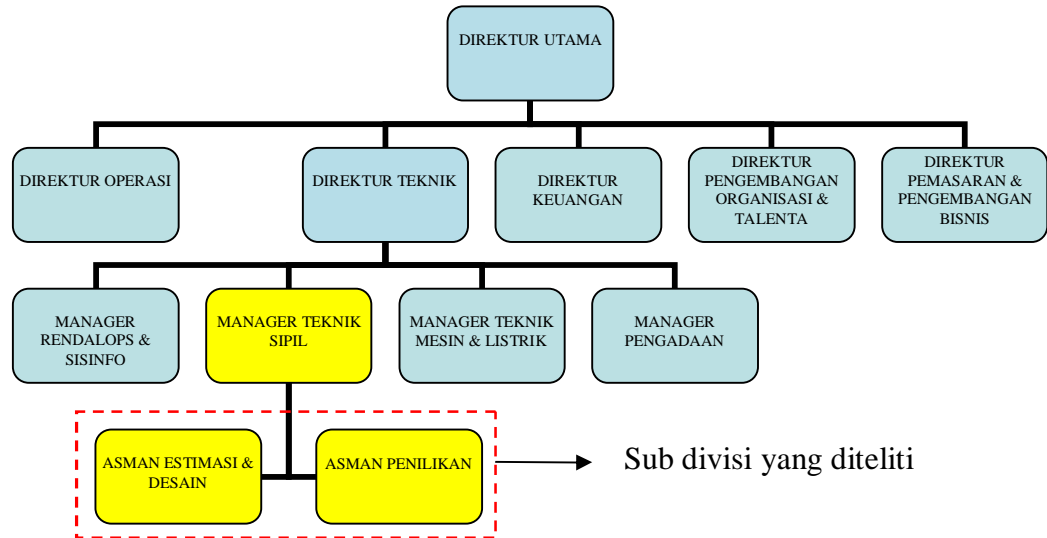 DIREKTUR UTAMA
DIREKTUR OPERASI
DIREKTUR TEKNIK
DIREKTUR
KEUANGAN
DIREKTUR
PENGEMBANGAN
ORGANISASI &
TALENTA
DIREKTUR
PEMASARAN &
PENGEMBANGAN
BISNIS
MANAGER
RENDALOPS &
SISINFO
MANAGER TEKNIK
SIPIL
MANAGER TEKNIK
MESIN & LISTRIK
MANAGER
PENGADAAN
ASMAN ESTIMASI &
DESAIN
ASMAN PENILIKAN
Sub divisi yang diteliti